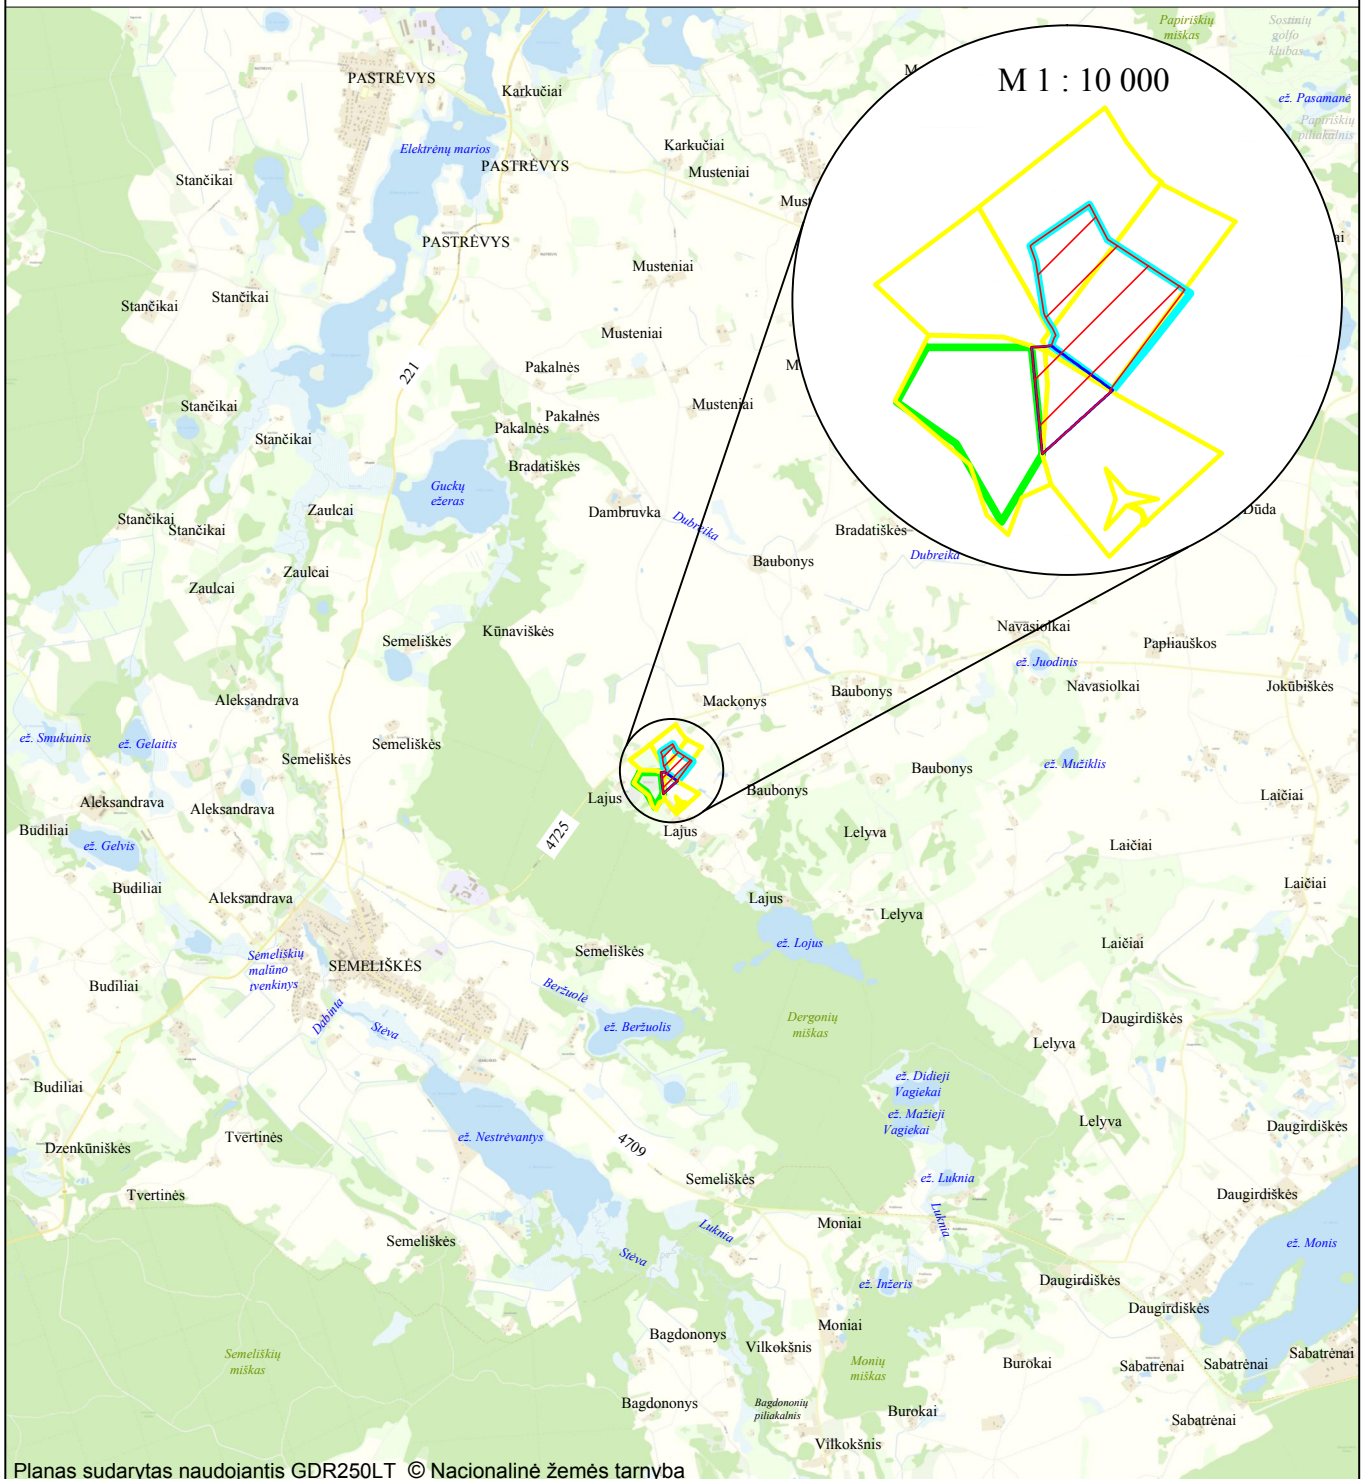 Papiriškių
miškas
Sostinių
golfo
klubas
M 1 : 10 000
PASTRĖVYS
Karkučiai
ež. Pasamanė
Papiriškių
piliakalnis
Elektrėnų marios
Karkučiai
PASTRĖVYS
Musteniai
Stančikai
PASTRĖVYS
Musteniai
Stančikai
Stančikai
Musteniai
221
Pakalnės
Stančikai
Musteniai
Pakalnės
Pakalnės
Stančikai
Bradatiškės
Guckų
ežeras
Zaulcai
Dambruvka
Dūda
Stančikai
Stančikai
Dubreika
Bradatiškės
Dubreika
Baubonys
Zaulcai
Zaulcai
Kūnaviškės
Navasiolkai
Semeliškės
Papliauškos
ež. Juodinis
Navasiolkai
Jokūbiškės
Aleksandrava
Mackonys
Baubonys
ež. Smukuinis
ež. Gelaitis
Semeliškės
Semeliškės
Baubonys
ež. Mužiklis
Aleksandrava
Aleksandrava
Lajus
Baubonys
Laičiai
Budiliai
4725
Lajus
Lelyva
ež. Gelvis
Laičiai
Budiliai
Aleksandrava
Lajus
Laičiai
Lelyva
ež. Lojus
Laičiai
Semeliškių
malūno
tvenkinys
SEMELIŠKĖS
Semeliškės
Budiliai
Beržuolė
Dabinta
Stėva
ež. Beržuolis
Dergonių
miškas
Daugirdiškės
Lelyva
Budiliai
ež. Didieji
Vagiekai
ež. Mažieji
Vagiekai
Lelyva
Daugirdiškės
Dzenkūniškės
Tvertinės
ež. Nestrėvantys
4709
Tvertinės
Semeliškės
ež. Luknia
Daugirdiškės
Luknia
Moniai
Luknia
Semeliškės
Stėva
ež. Monis
ež. Inžeris
Daugirdiškės
Daugirdiškės
Bagdononys
Moniai
Vilkokšnis
Semeliškių
miškas
Monių
miškas
Burokai
Sabatrėnai
Sabatrėnai
Sabatrėnai
Bagdononys
Bagdononių
piliakalnis
Burokai
Sabatrėnai
Vilkokšnis
Planas sudarytas naudojantis GDR250LT © Nacionalinė žemės tarnyba